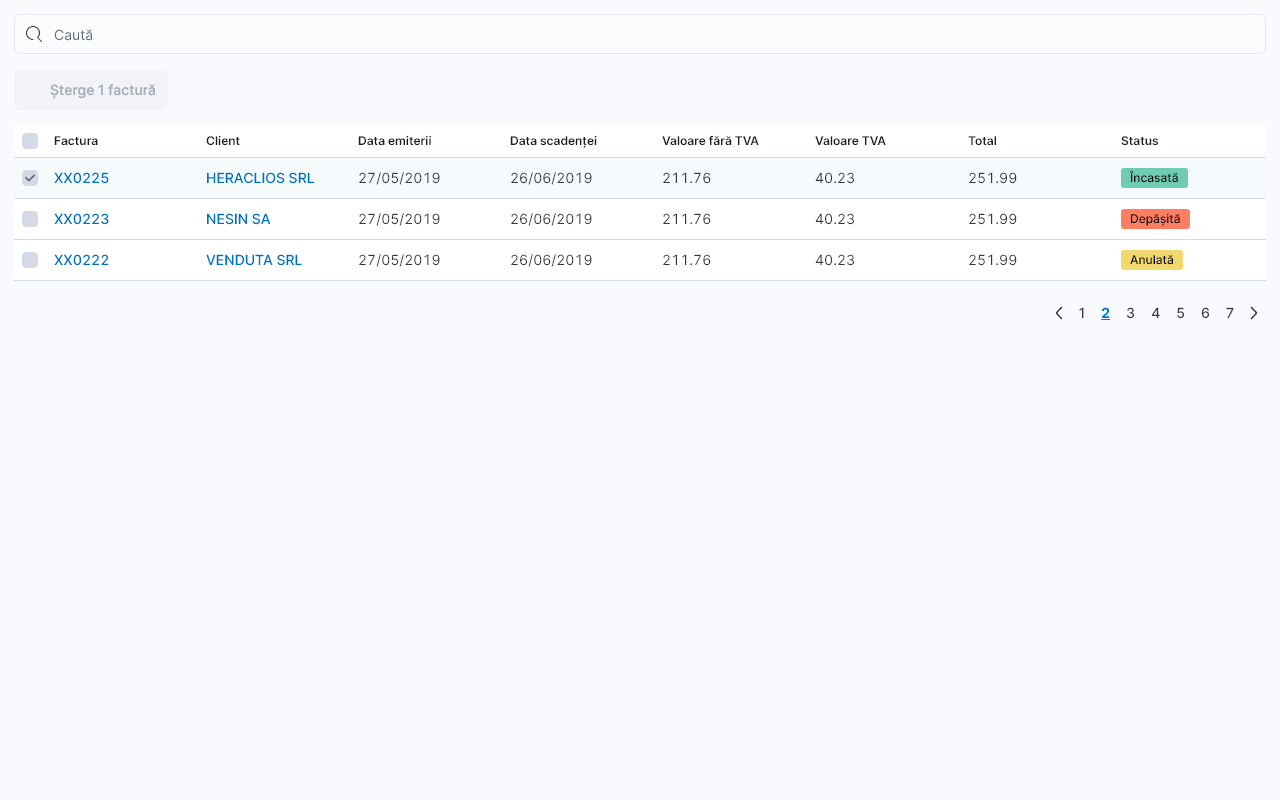 Caută
Șterge 1 factură
Factura Client Data emiterii Data scadenței Valoare fără TVA Valoare TVA Total Status
XX0225 HERACLIOS SRL 27/05/2019 26/06/2019 211.76 40.23 251.99 Încasată
XX0223 NESIN SA 27/05/2019 26/06/2019 211.76 40.23 251.99 Depășită
XX0222 VENDUTA SRL 27/05/2019 26/06/2019 211.76 40.23 251.99 Anulată
1 2 3 4 5 6 7